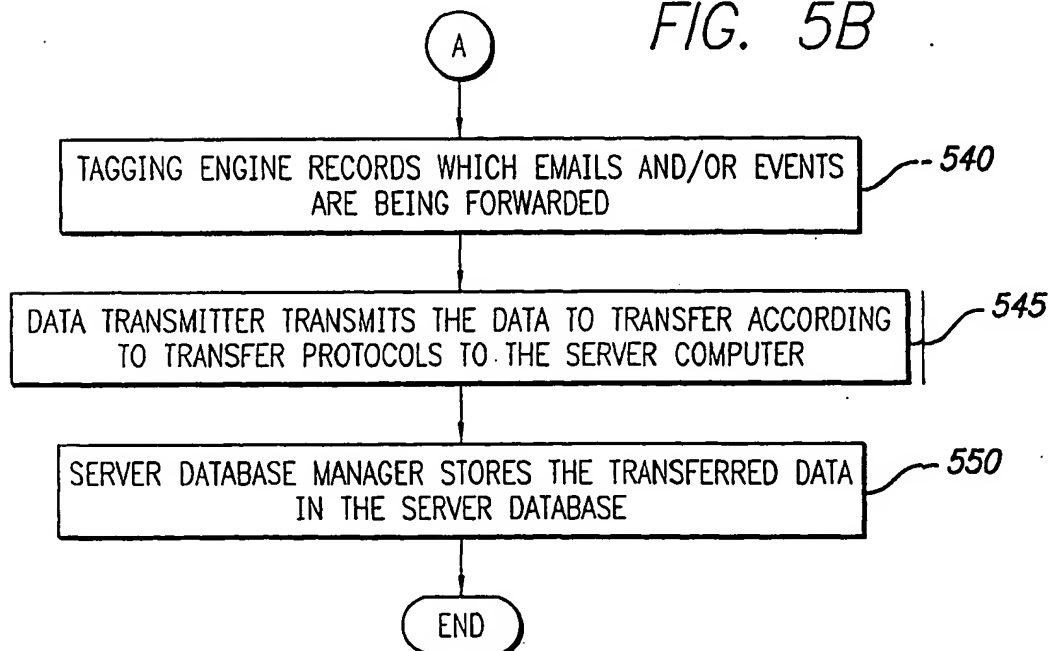 FIG. 5B
A
TAGGING ENGINE RECORDS WHICH EMAILS AND/OR EVENTS
ARE BEING FORWARDED
540
DATA TRANSMITTER TRANSMITS THE DATA TO TRANSFER ACCORDING
TO TRANSFER PROTOCOLS TO THE SERVER COMPUTER
545
SERVER DATABASE MANAGER STORES THE TRANSFERRED DATA
IN THE SERVER DATABASE
550
END